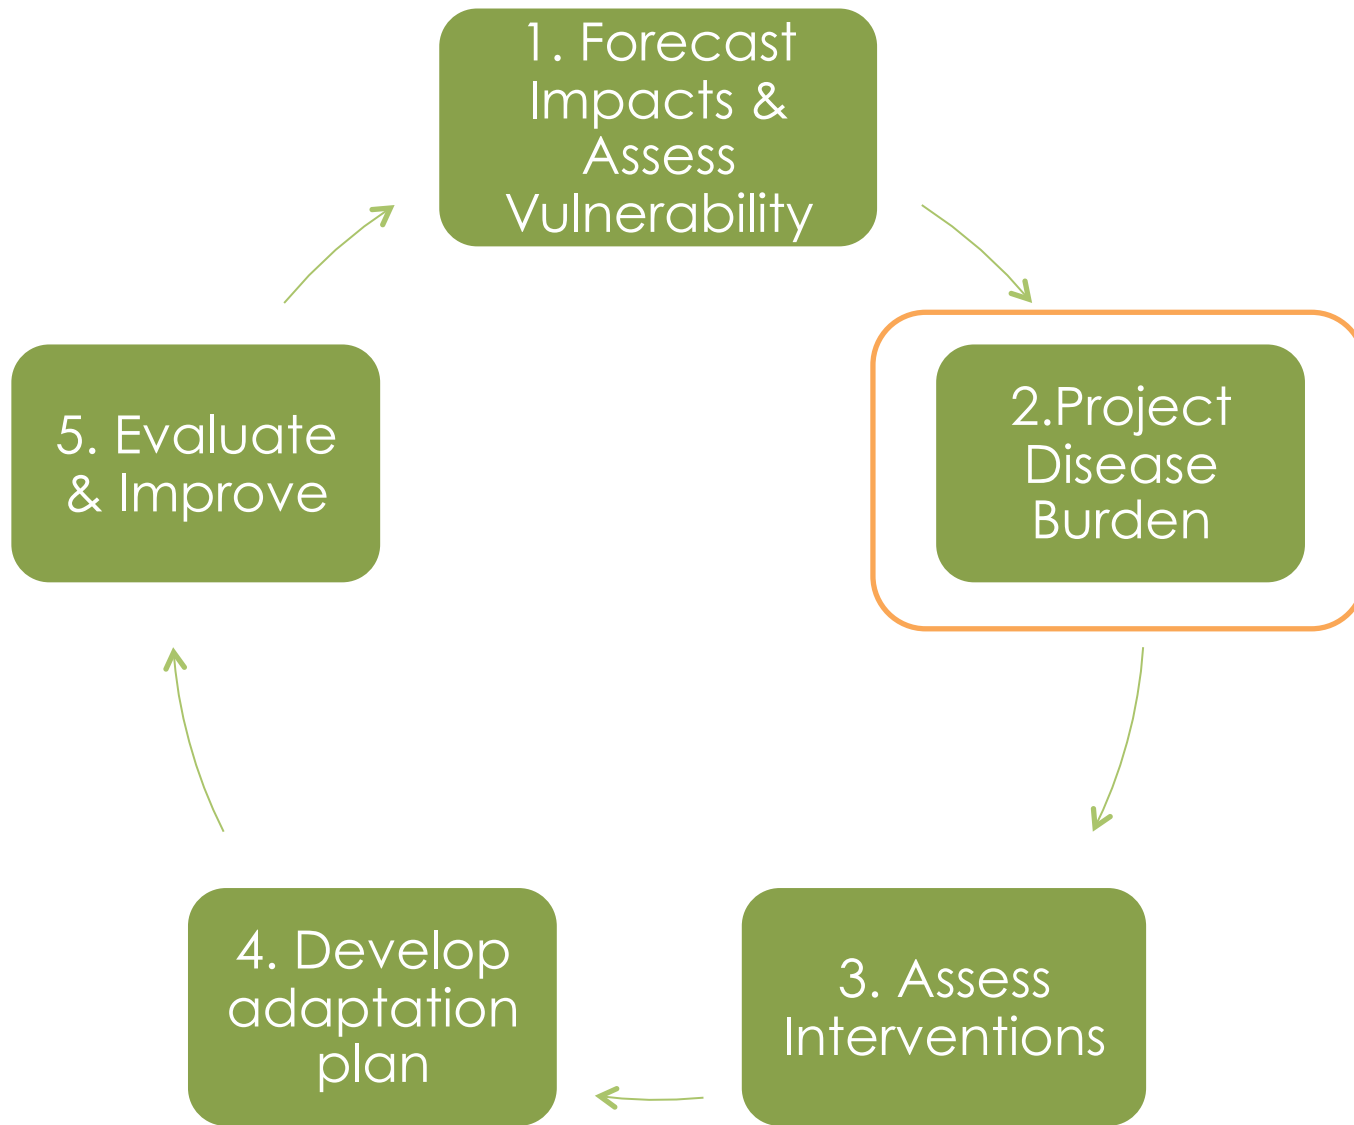 1. Forecast
Impacts &
Assess
Vulnerability
2.Project
Disease
Burden
3. Assess
Interventions
4. Develop
adaptation
plan
5. Evaluate
& Improve